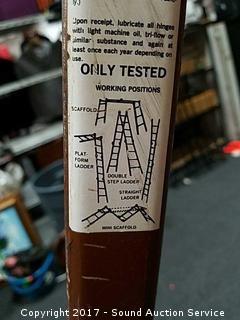 y.)
Upon receipt, lubricate all hinges
with light machine oil, tri-flow or
similar substance and again at
least once each year depending on
use.
ONLY TESTED
WORKING POSITIONS
SCAFFOLD
PLAT-
FORM
LADDER
DOUBLE
STEP LADDER
STRAIGHT
LADDER
MINI SCAFFOLD
Copyright 2017 - Sound Auction Service